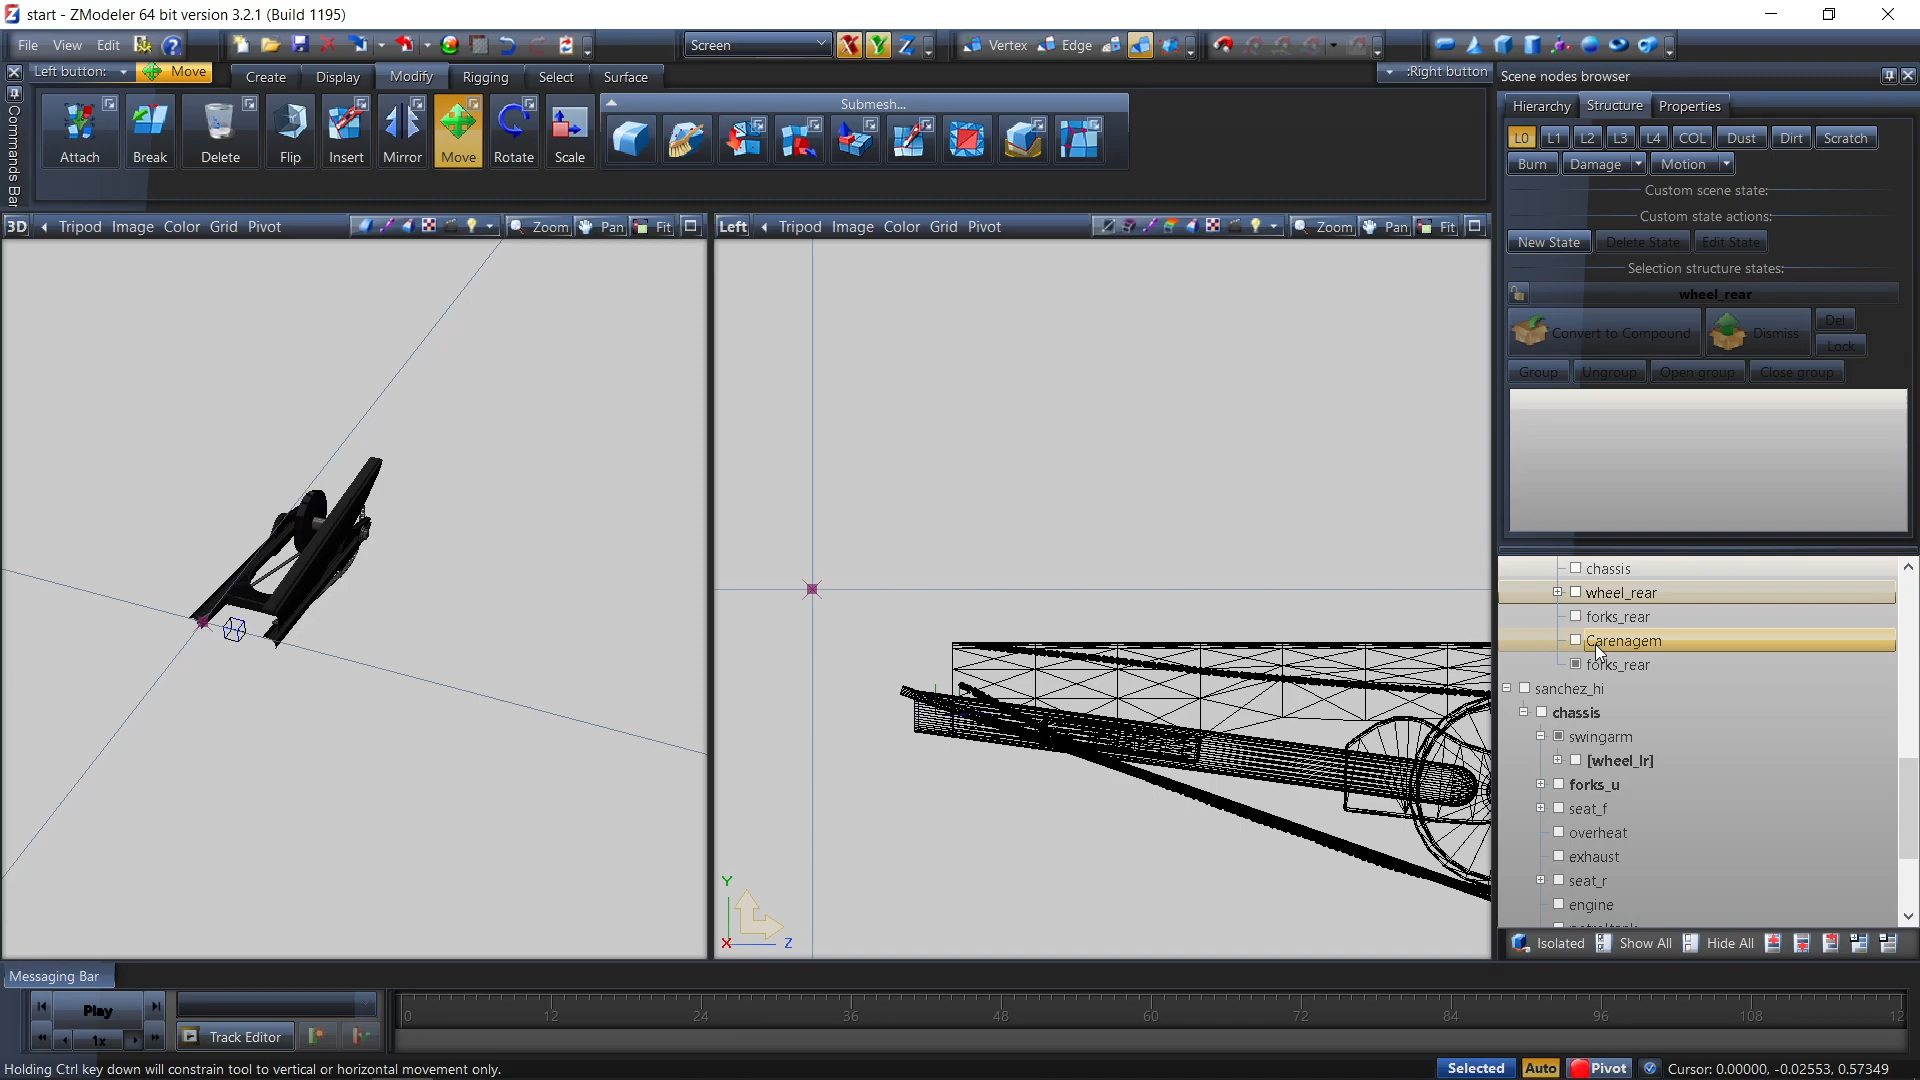 start - ZModeler 64 bit version 3.2.1 (Build 1195)
File View Edit
Screen
X Y Z
Vertex Edge
Left button: Move
Create Display Modify Rigging Select Surface
:Right button
Commands Bar
Attach Break Delete Flip Insert Mirror Move Rotate Scale
Submesh...
3D Tripod Image Color Grid Pivot
Zoom Pan Fit
Left Tripod Image Color Grid Pivot
Zoom Pan Fit
Y
X Z
Scene nodes browser
Hierarchy Structure Properties
L0 L1 L2 L3 L4 COL Dust Dirt Scratch
Burn Damage Motion
Custom scene state:
Custom state actions:
New State Delete State Edit State
Selection structure states:
wheel_rear
Convert to Compound Dismiss Del
Lock
Group Ungroup Open group Close group
chassis
wheel_rear
forks_rear
Carenagem
forks_rear
sanchez_hi
chassis
swingarm
[wheel_lr]
forks_u
seat_f
overheat
exhaust
seat_r
engine
Isolated Show All Hide All
Messaging Bar
Play
1x
Track Editor
0 12 24 36 48 60 72 84 96 108 12
Holding Ctrl key down will constrain tool to vertical or horizontal movement only.
Selected Auto Pivot Cursor: 0.00000, -0.02553, 0.57349